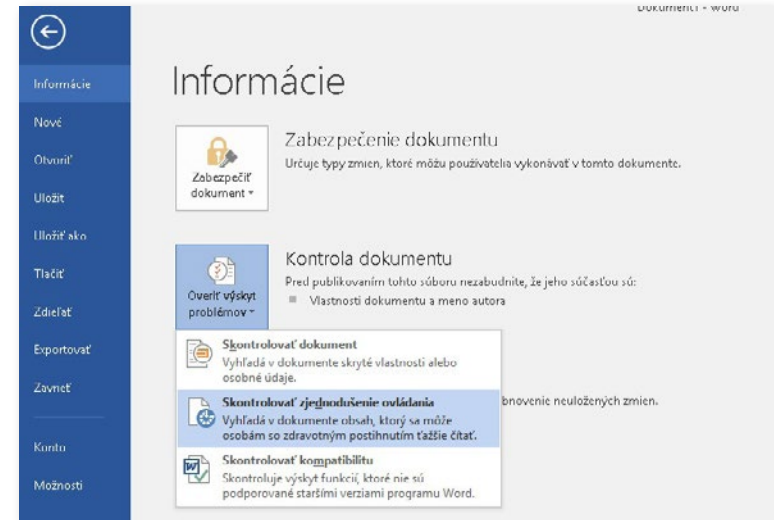 Dokument1 - Word
Informácie
Nové
Otvoriť
Uložiť
Uložiť ako
Tlačiť
Zdieľať
Exportovať
Zavrieť
Konto
Možnosti
Informácie
Zabezpečiť
dokument
Zabezpečenie dokumentu
Určuje typy zmien, ktoré môžu používatelia vykonávať v tomto dokumente.
Overiť výskyt
problémov
Kontrola dokumentu
Pred publikovaním tohto súboru nezabudnite, že jeho súčasťou sú:
Vlastnosti dokumentu a meno autora
Skontrolovať dokument
Vyhľadá v dokumente skryté vlastnosti alebo
osobné údaje.
Skontrolovať zjednodušenie ovládania
Vyhľadá v dokumente obsah, ktorý sa môže
osobám so zdravotným postihnutím ťažšie čítať.
bnovenie neuložených zmien.
Skontrolovať kompatibilitu
Skontroluje výskyt funkcií, ktoré nie sú
podporované staršími verziami programu Word.